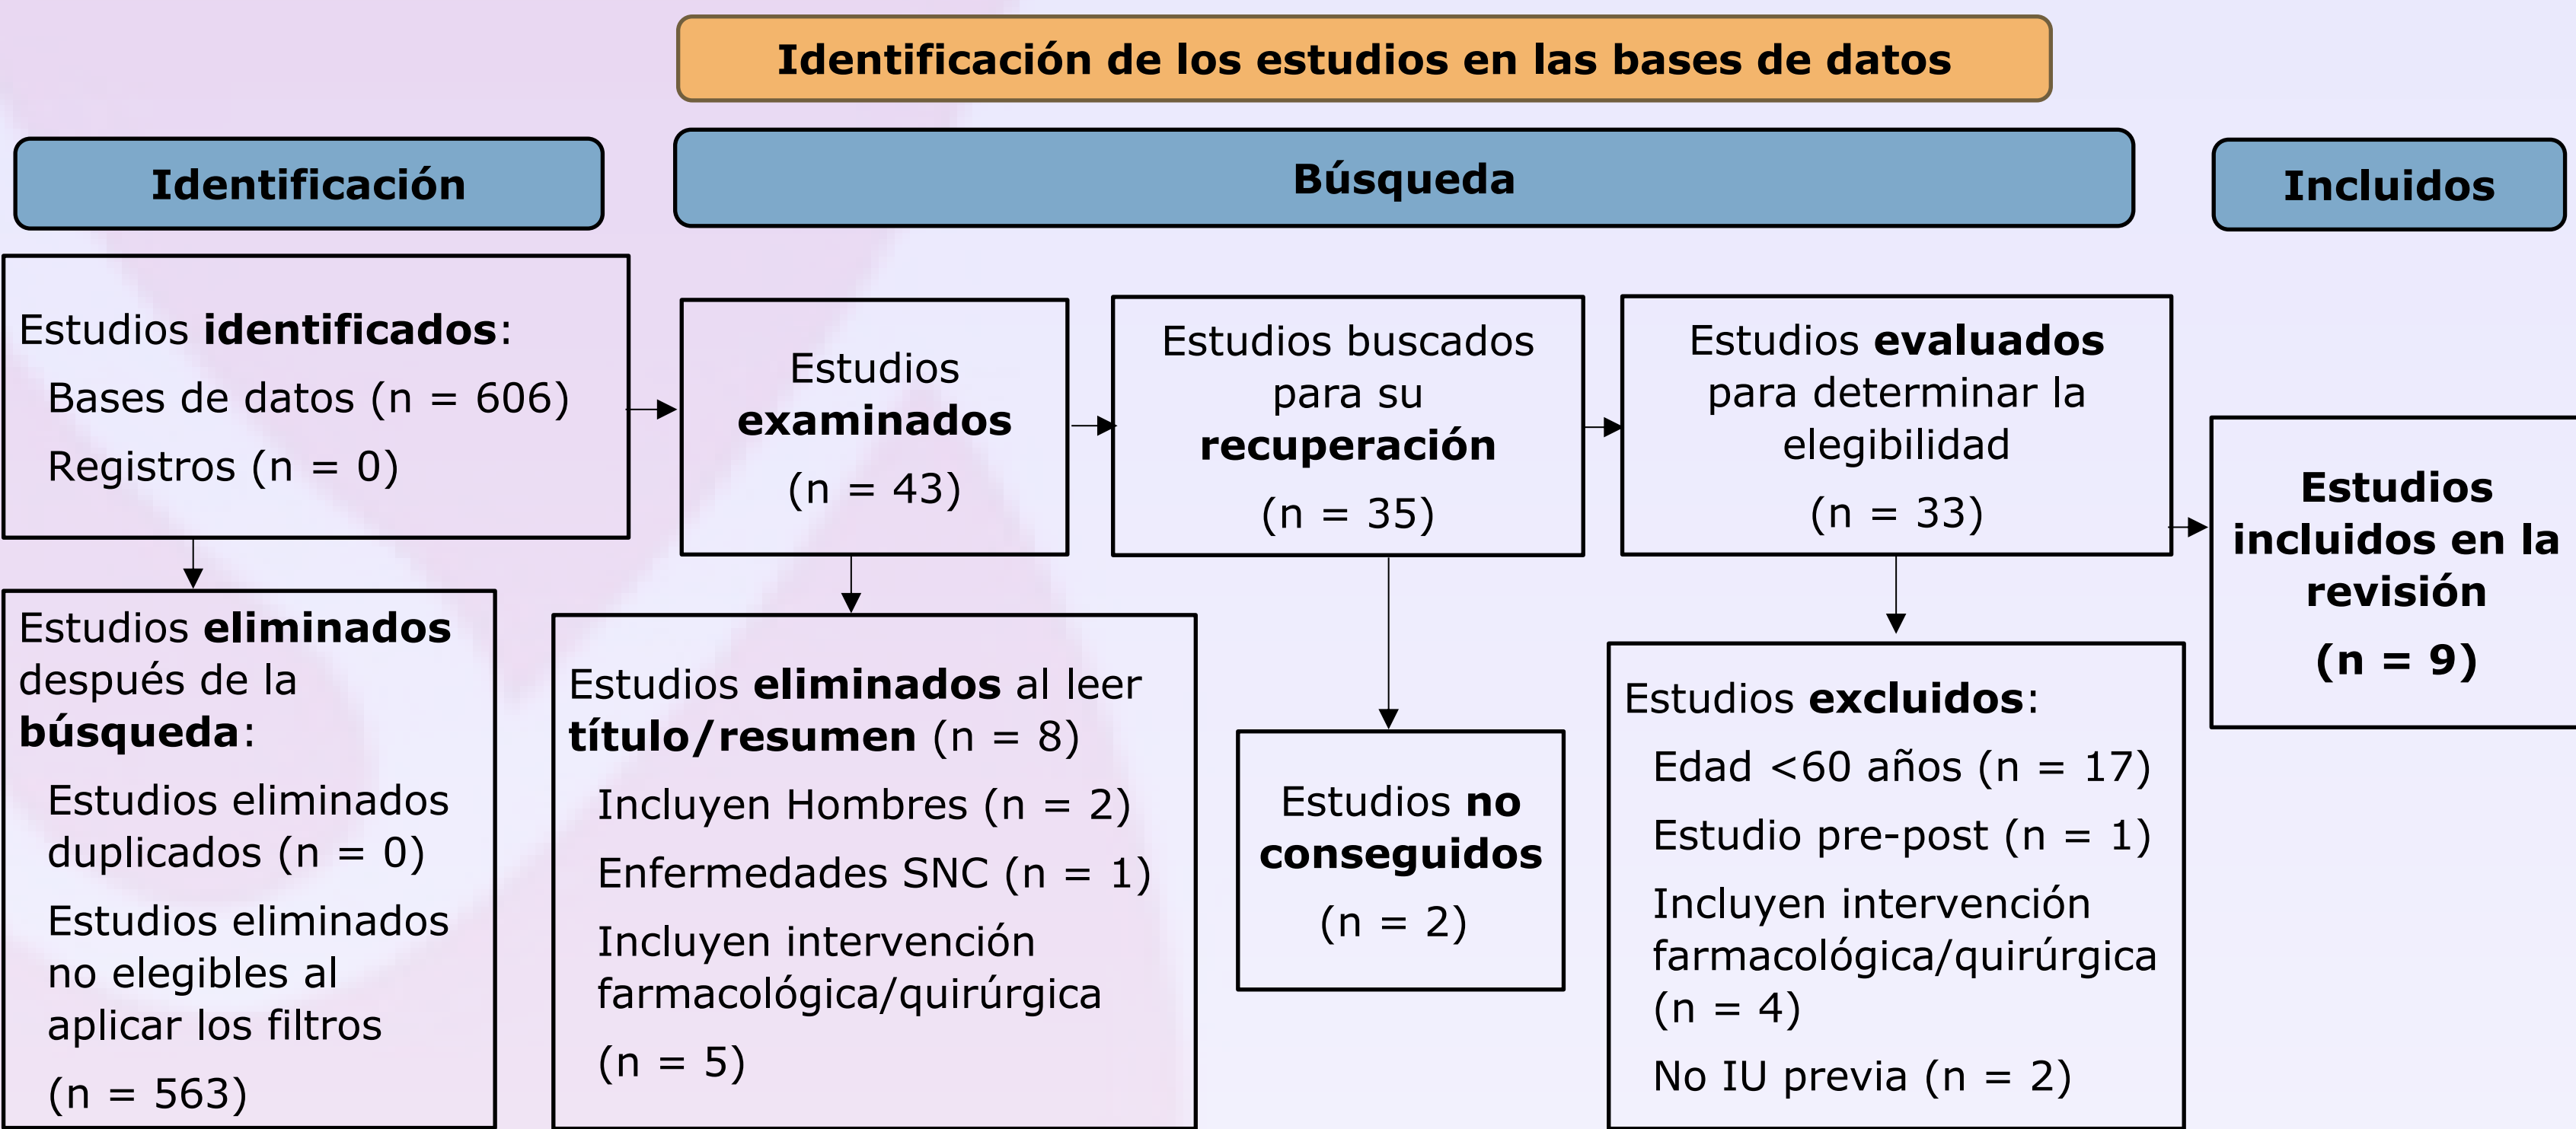 Identificación de los estudios en las bases de datos
Identificación
Búsqueda
Incluidos
Estudios identificados:
Bases de datos (n = 606)
Registros (n = 0)
Estudios
examinados
(n = 43)
Estudios buscados
para su
recuperación
(n = 35)
Estudios evaluados
para determinar la
elegibilidad
(n = 33)
Estudios
incluidos en la
revisión
(n = 9)
Estudios eliminados
después de la
búsqueda:
Estudios eliminados
duplicados (n = 0)
Estudios eliminados
no elegibles al
aplicar los filtros
(n = 563)
Estudios eliminados al leer
título/resumen (n = 8)
Incluyen Hombres (n = 2)
Enfermedades SNC (n = 1)
Incluyen intervención
farmacológica/quirúrgica
(n = 5)
Estudios no
conseguidos
(n = 2)
Estudios excluidos:
Edad <60 años (n = 17)
Estudio pre-post (n = 1)
Incluyen intervención
farmacológica/quirúrgica
(n = 4)
No IU previa (n = 2)